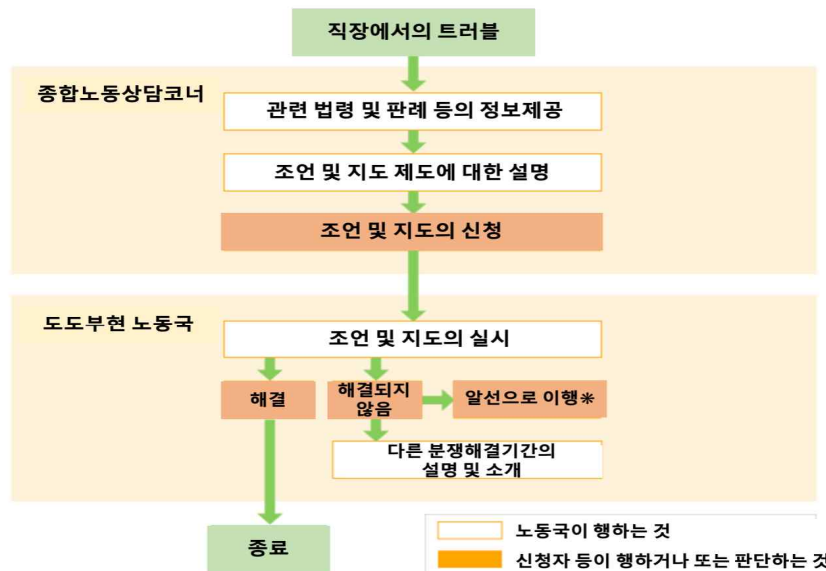 직장에서의 트러블
종합노동상담코너
관련 법령 및 판례 등의 정보제공
조언 및 지도 제도에 대한 설명
조언 및 지도의 신청
도도부현 노동국
조언 및 지도의 실시
해결
해결되지
않음
알선으로 이행*
다른 분쟁해결기간의
설명 및 소개
종료
노동국이 행하는 것
신청자 등이 행하거나 또는 판단하는 것